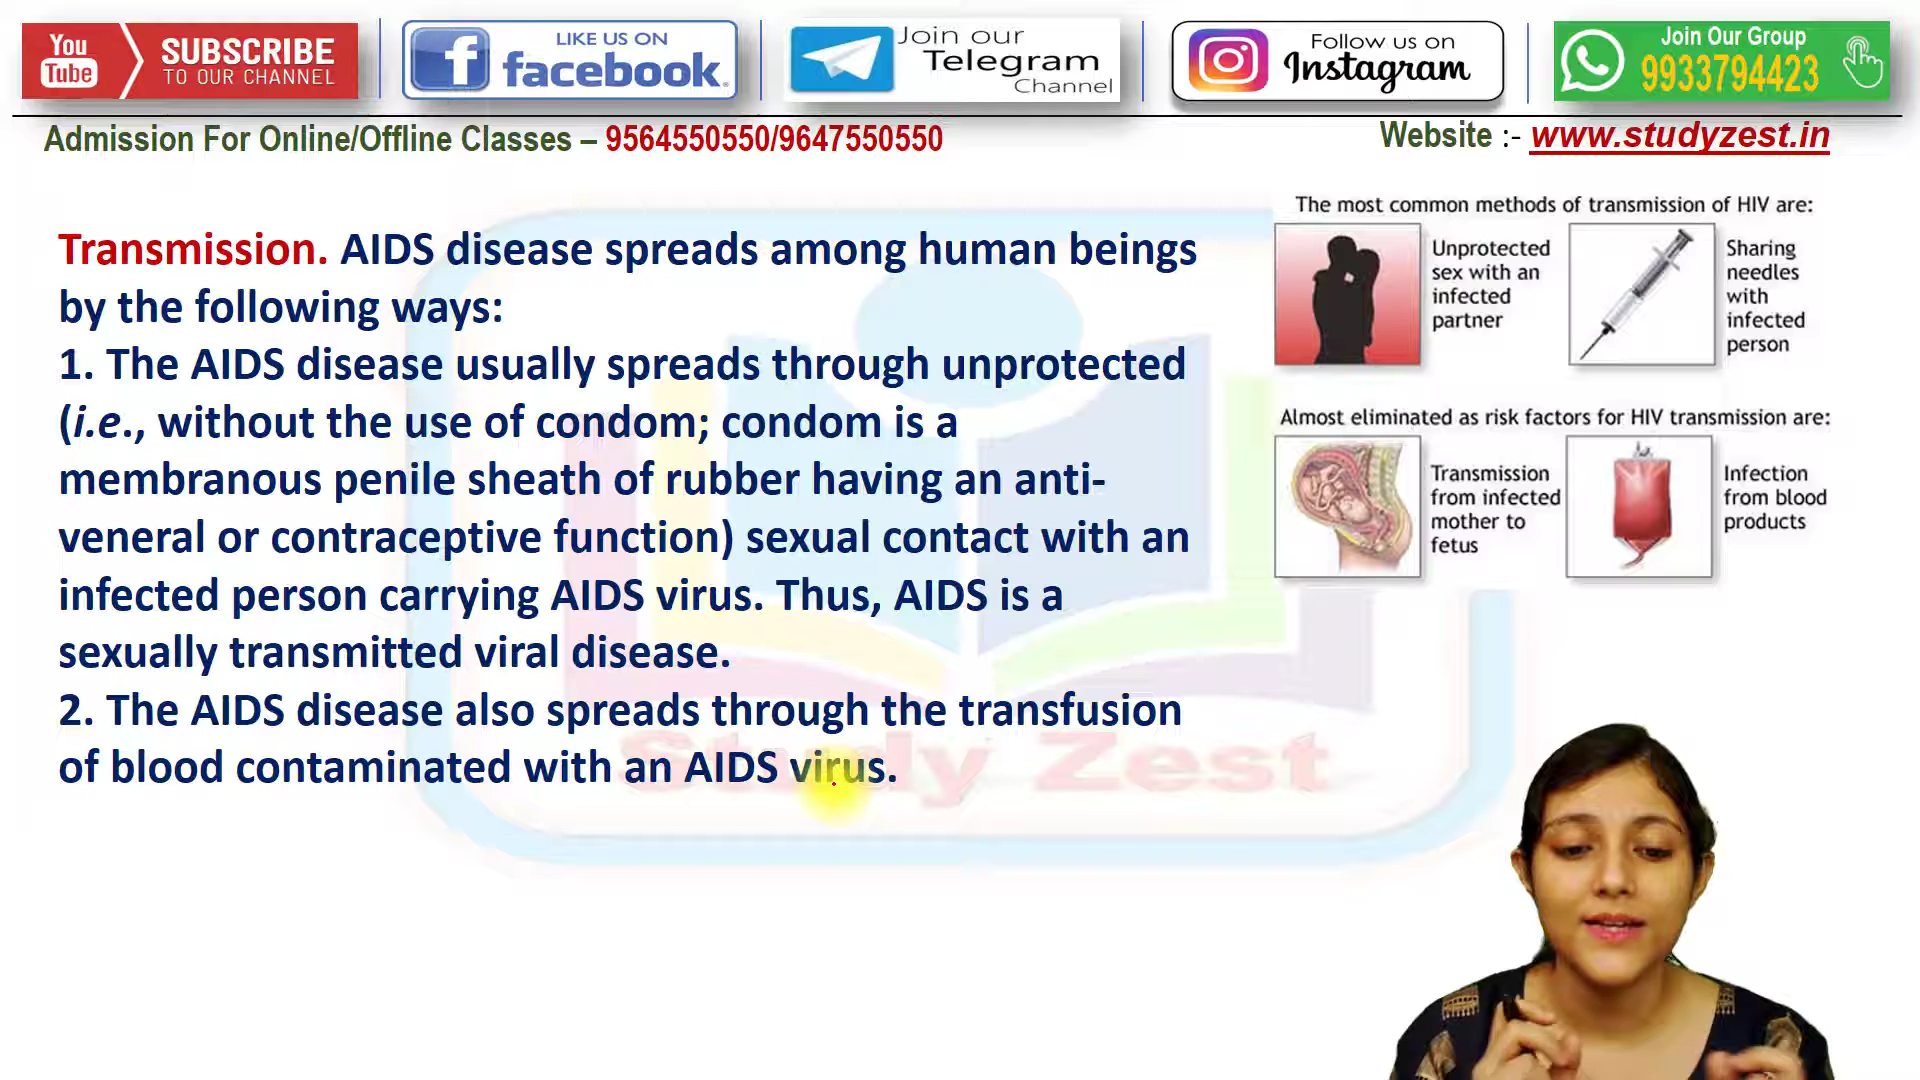 You Tube
SUBSCRIBE
TO OUR CHANNEL
LIKE US ON
facebook.
Join our
Telegram
Channel
Follow us on
Instagram
Join Our Group
9933794423
Admission For Online/Offline Classes – 9564550550/9647550550
Website :- www.studyzest.in
Transmission. AIDS disease spreads among human beings
by the following ways:
1. The AIDS disease usually spreads through unprotected
(i.e., without the use of condom; condom is a
membranous penile sheath of rubber having an anti-
veneral or contraceptive function) sexual contact with an
infected person carrying AIDS virus. Thus, AIDS is a
sexually transmitted viral disease.
2. The AIDS disease also spreads through the transfusion
of blood contaminated with an AIDS virus.
Study Zest
The most common methods of transmission of HIV are:
Unprotected
sex with an
infected
partner
Sharing
needles
with
infected
person
Almost eliminated as risk factors for HIV transmission are:
Transmission
from infected
mother to
fetus
Infection
from blood
products